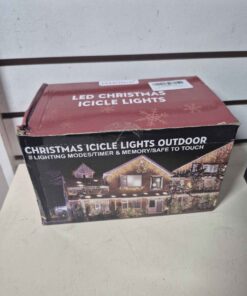 LED CHRISTMAS
ICICLE LIGHTS
CHRISTMAS ICICLE LIGHTS OUTDOOR
8 LIGHTING MODES/TIMER & MEMORY/SAFE TO TOUCH